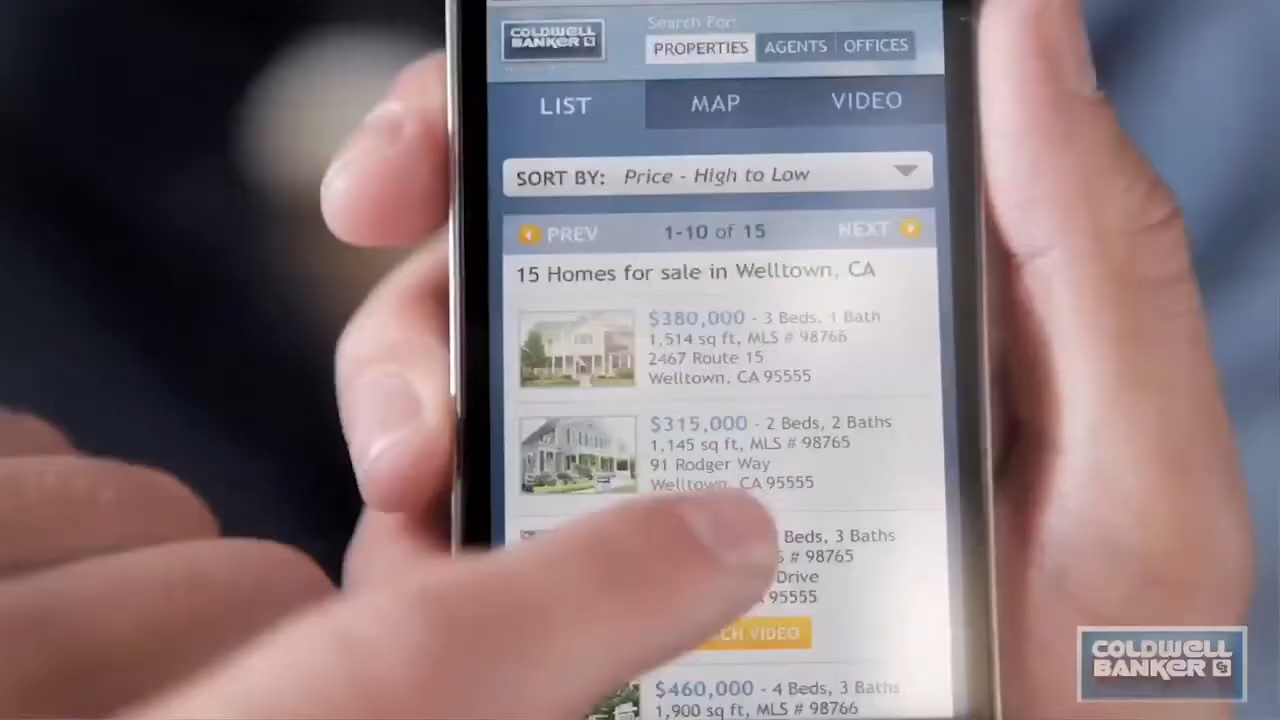 COLDWELL
BANKER
Search For:
PROPERTIES AGENTS OFFICES
LIST MAP VIDEO
SORT BY: Price - High to Low
PREV 1-10 of 15 NEXT
15 Homes for sale in Welltown, CA
$380,000 - 3 Beds, 1 Bath
1,514 sq ft, MLS # 98766
2467 Route 15
Welltown, CA 95555
$315,000 - 2 Beds, 2 Baths
1,145 sq ft, MLS # 98765
91 Rodger Way
Welltown, CA 95555
Beds, 3 Baths
# 98765
Drive
95555
VIDEO
$460,000 - 4 Beds, 3 Baths
1,900 sq ft, MLS # 98766
COLDWELL
BANKER CB